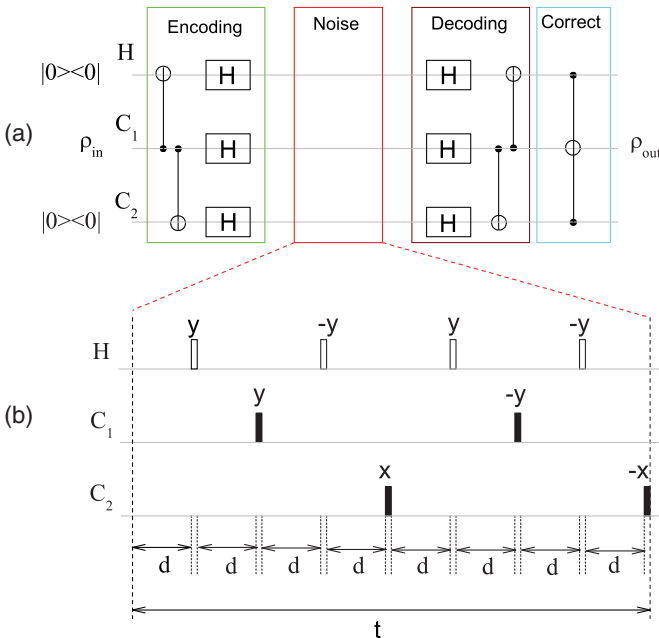 Encoding Noise Decoding Correct
H
|0><0| H H
(a) ρin C1 H H ρout
C2
|0><0| H H
y -y y -y
H
y -y
(b) C1
x -x
C2
d d d d d d d d
t